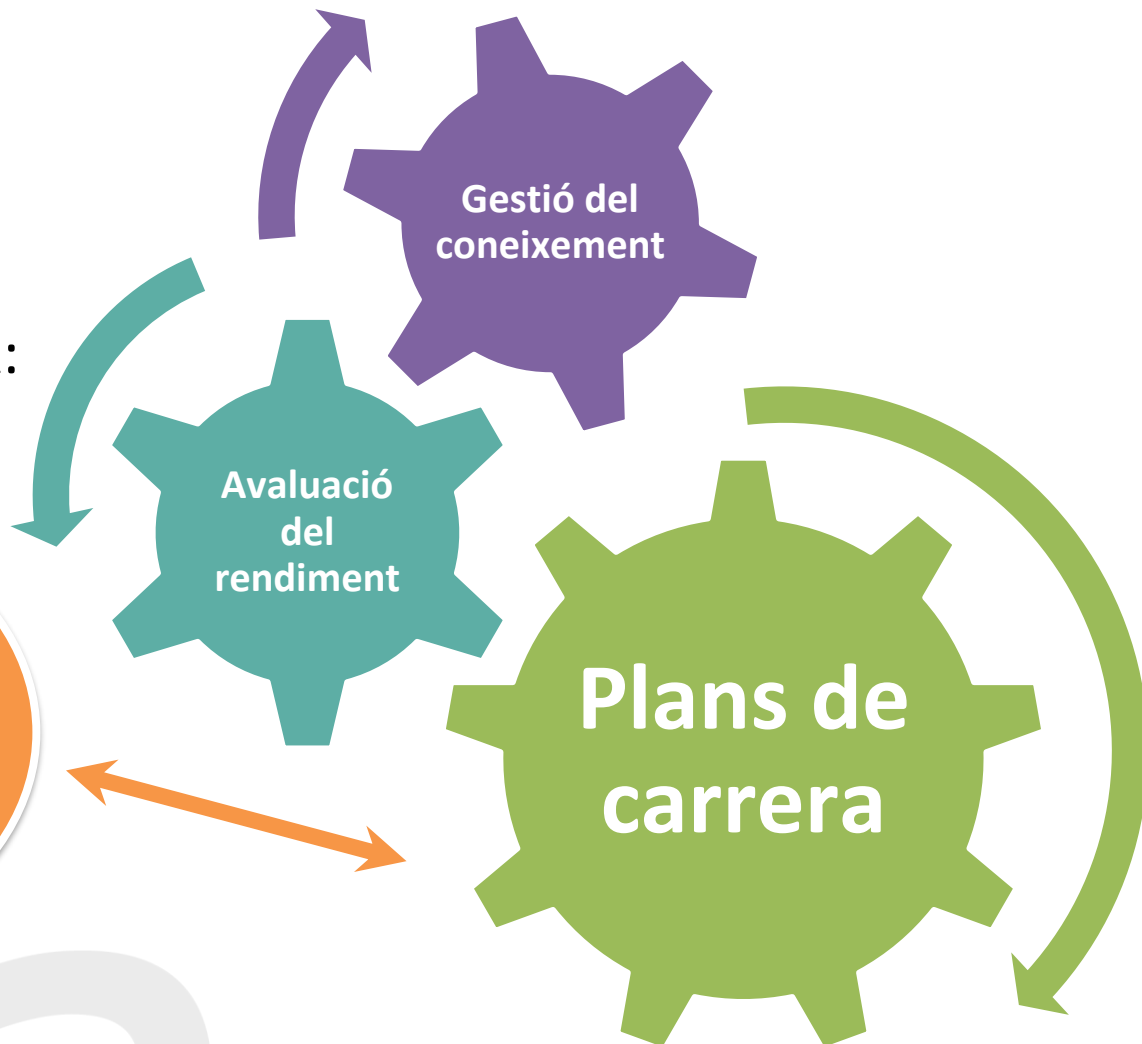 Gestió del
coneixement
Avaluació
del
rendiment
Plans de
carrera